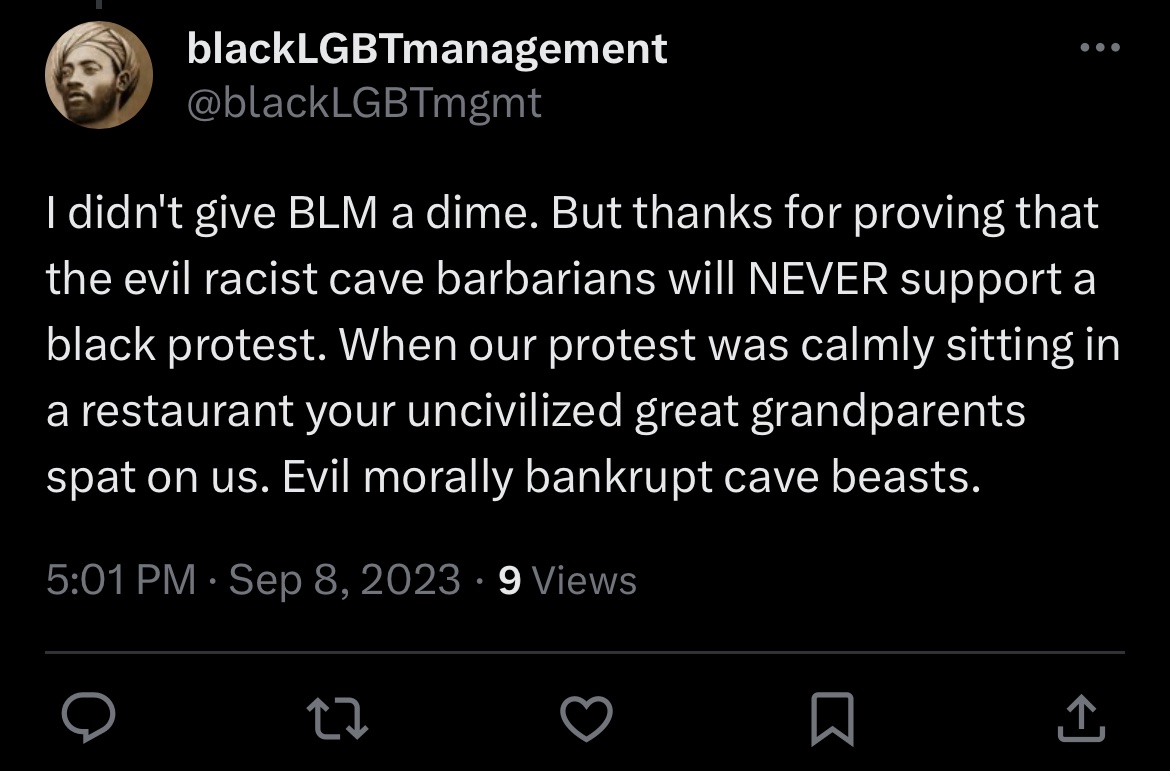 blackLGBTmanagement
@blackLGBTmgmt
I didn't give BLM a dime. But thanks for proving that
the evil racist cave barbarians will NEVER support a
black protest. When our protest was calmly sitting in
a restaurant your uncivilized great grandparents
spat on us. Evil morally bankrupt cave beasts.
5:01 PM · Sep 8, 2023 · 9 Views